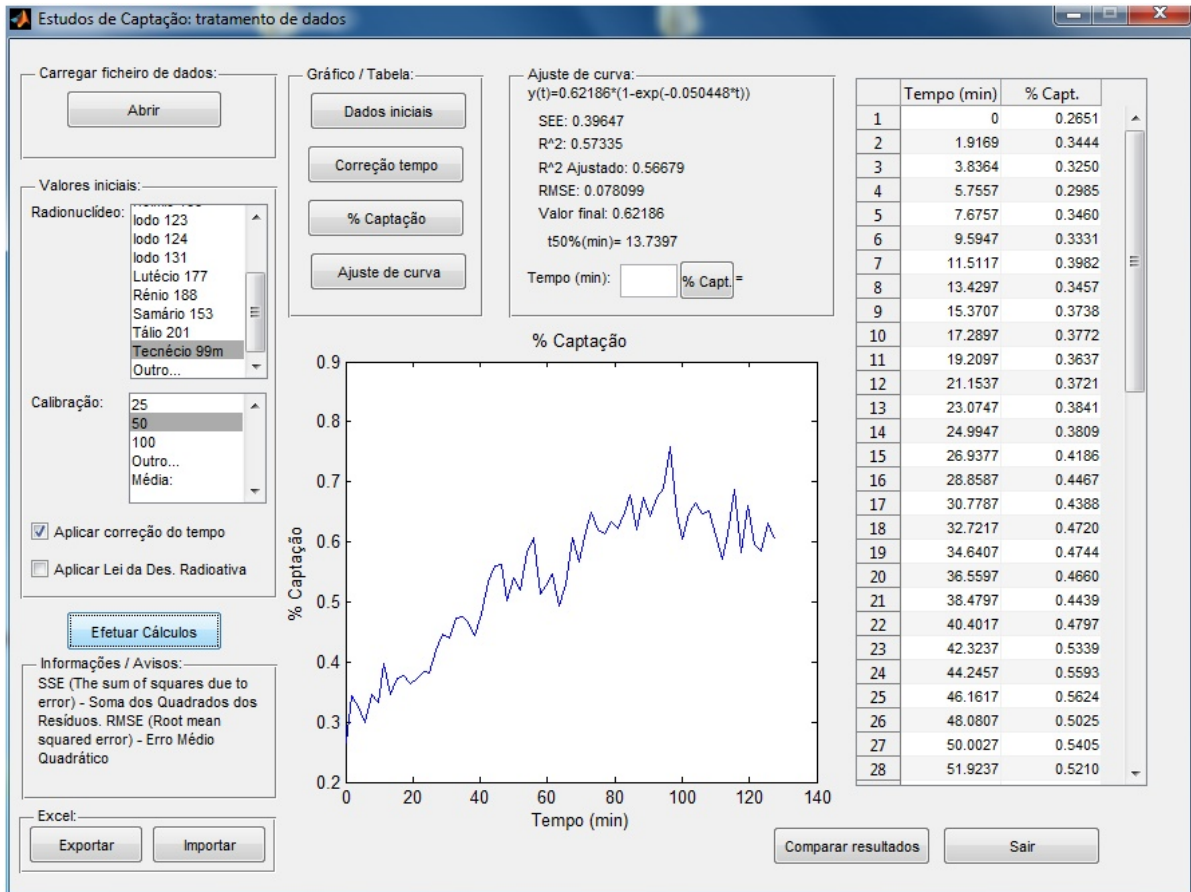 Estudos de Captação: tratamento de dados
Carregar ficheiro de dados:
Abrir
Valores iniciais:
Radionuclídeo:
Iodo 123
Iodo 124
Iodo 131
Lutécio 177
Rénio 188
Samário 153
Tálio 201
Tecnécio 99m
Outro...
Calibração:
25
50
100
Outro...
Média:
Aplicar correção do tempo
Aplicar Lei da Des. Radioativa
Efetuar Cálculos
Informações / Avisos:
SSE (The sum of squares due to
error) - Soma dos Quadrados dos
Resíduos. RMSE (Root mean
squared error) - Erro Médio
Quadrático
Excel:
Exportar Importar
Gráfico / Tabela:
Dados iniciais
Correção tempo
% Captação
Ajuste de curva
Ajuste de curva:
y(t)=0.62186*(1-exp(-0.050448*t))
SEE: 0.39647
R^2: 0.57335
R^2 Ajustado: 0.56679
RMSE: 0.078099
Valor final: 0.62186
t50%(min)= 13.7397
Tempo (min): % Capt. =
% Captação
0.9
0.8
0.7
0.6
0.5
0.4
0.3
0.2
% Captação
0 20 40 60 80 100 120 140
Tempo (min)
Tempo (min) % Capt.
1 0 0.2651
2 1.9169 0.3444
3 3.8364 0.3250
4 5.7557 0.2985
5 7.6757 0.3460
6 9.5947 0.3331
7 11.5117 0.3982
8 13.4297 0.3457
9 15.3707 0.3738
10 17.2897 0.3772
11 19.2097 0.3637
12 21.1537 0.3721
13 23.0747 0.3841
14 24.9947 0.3809
15 26.9377 0.4186
16 28.8587 0.4467
17 30.7787 0.4388
18 32.7217 0.4720
19 34.6407 0.4744
20 36.5597 0.4660
21 38.4797 0.4439
22 40.4017 0.4797
23 42.3237 0.5339
24 44.2457 0.5593
25 46.1617 0.5624
26 48.0807 0.5025
27 50.0027 0.5405
28 51.9237 0.5210
Comparar resultados Sair